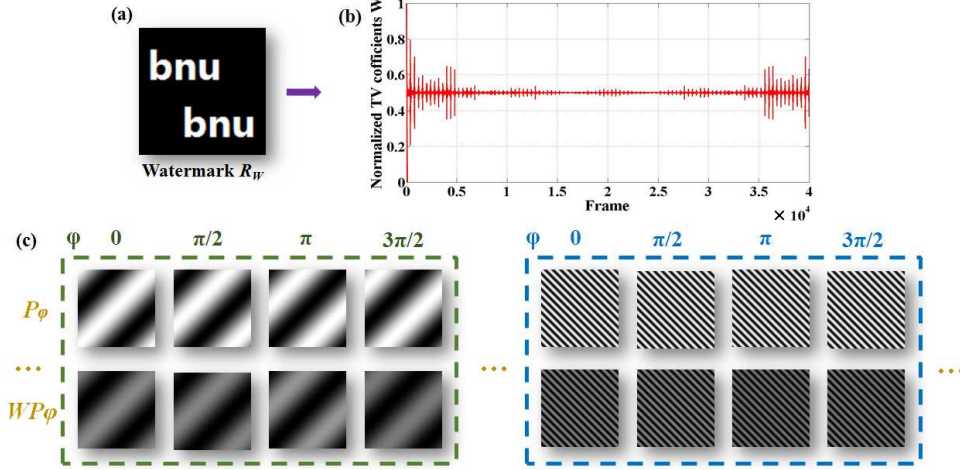 (a)
bnu
bnu
Watermark R_W
(b)
Normalized TV cofficients W
1
0.8
0.6
0.4
0.2
0
0 0.5 1 1.5 2 2.5 3 3.5 4
Frame
× 10⁴
(c)
φ 0 π/2 π 3π/2
φ 0 π/2 π 3π/2
Pφ
... ... ...
WPφ